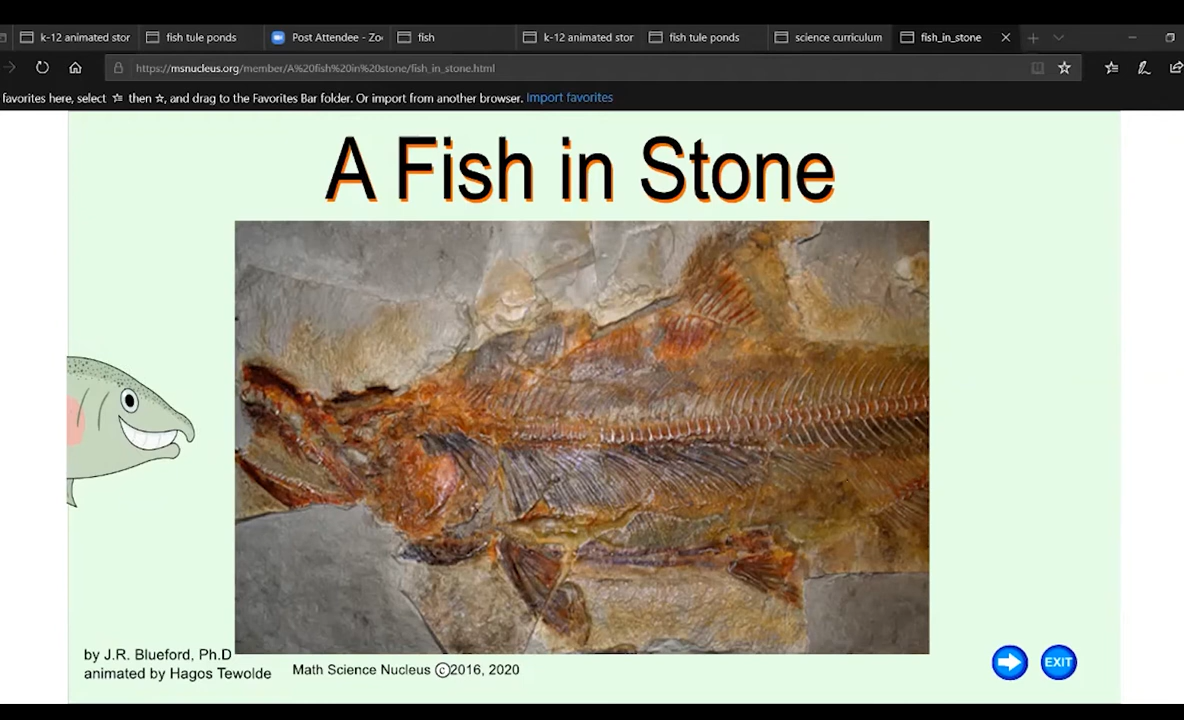 k-12 animated stor
fish tule ponds
Post Attendee - Zo
fish
k-12 animated stor
fish tule ponds
science curriculum
fish_in_stone
https://msnucleus.org/member/A%20fish%20in%20stone/fish_in_stone.html
favorites here, select then, and drag to the Favorites Bar folder. Or import from another browser. Import favorites
A Fish in Stone
by J.R. Blueford, Ph.D
animated by Hagos Tewolde
Math Science Nucleus ©2016, 2020
EXIT